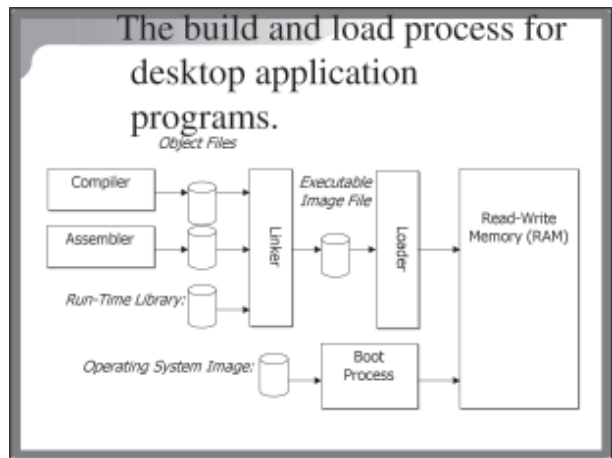 The build and load process for
desktop application
programs.
Object Files
Compiler
Executable
Image File
Read-Write
Memory (RAM)
Linker
Loader
Assembler
Run-Time Library:
Operating System Image:
Boot
Process